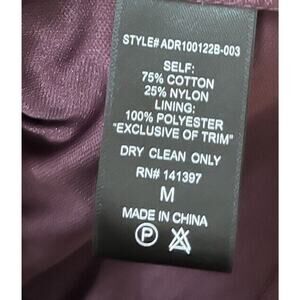 STYLE# ADR100122B-003
SELF:
75% COTTON
25% NYLON
LINING:
100% POLYESTER
"EXCLUSIVE OF TRIM"
DRY CLEAN ONLY
RN# 141397
M
MADE IN CHINA
P